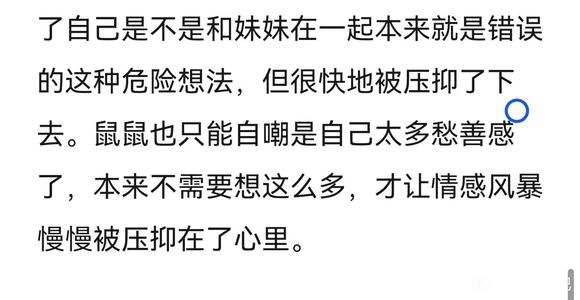 了自己是不是和妹妹在一起本来就是错误
的这种危险想法，但很快地被压抑了下
去。鼠鼠也只能自嘲是自己太多愁善感
了，本来不需要想这么多，才让情感风暴
慢慢被压抑在了心里。